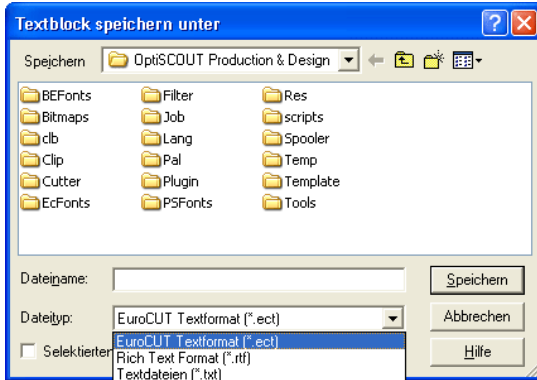 Textblock speichern unter
Speichern OptiSCOUT Production & Design
BEFonts Filter Res
Bitmaps Job scripts
clb Lang Spooler
Clip Pal Temp
Cutter Plugin Template
EcFonts PSFonts Tools
Dateiname: Speichern
Dateityp: EuroCUT Textformat (*.ect) Abbrechen
EuroCUT Textformat (*.ect)
Selektierter Rich Text Format (*.rtf) Hilfe
Textdateien (*.txt)